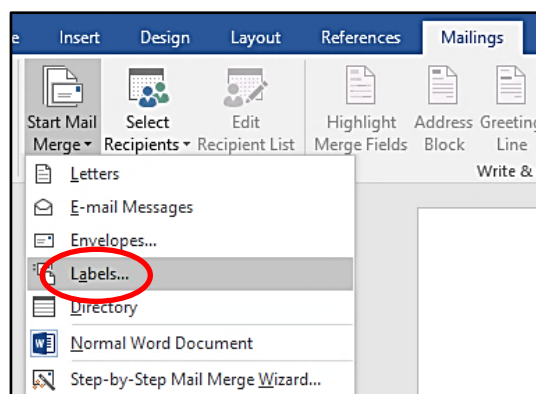 e Insert Design Layout References Mailings
Start Mail Select Edit Highlight Address Greeting
Merge Recipients Recipient List Merge Fields Block Line
Write &
Letters
E-mail Messages
Envelopes...
Labels...
Directory
Normal Word Document
Step-by-Step Mail Merge Wizard...